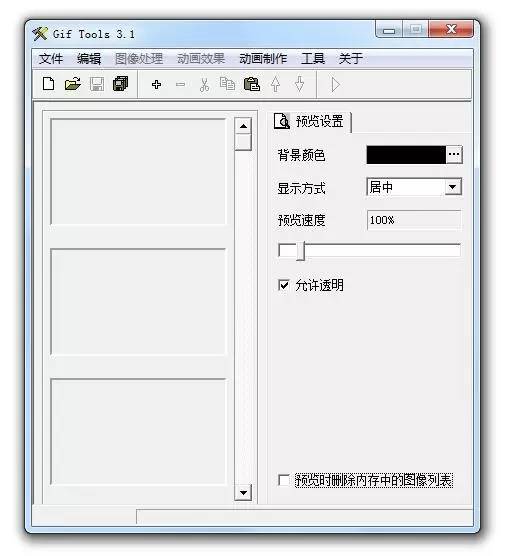 Gif Tools 3.1
文件 编辑 图像处理 动画效果 动画制作 工具 关于
预览设置
背景颜色
显示方式 居中
预览速度 100%
允许透明
预览时删除内存中的图像列表